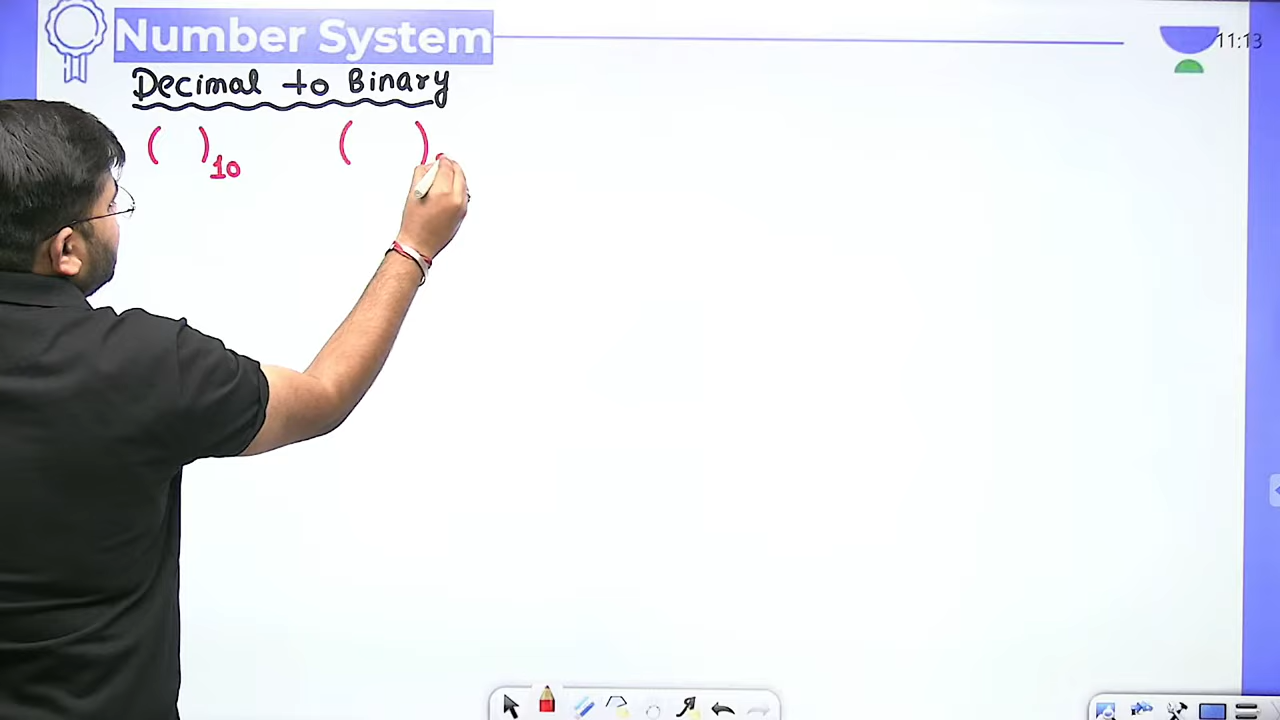 Number System
11:13
Decimal to Binary
( )10 ( )